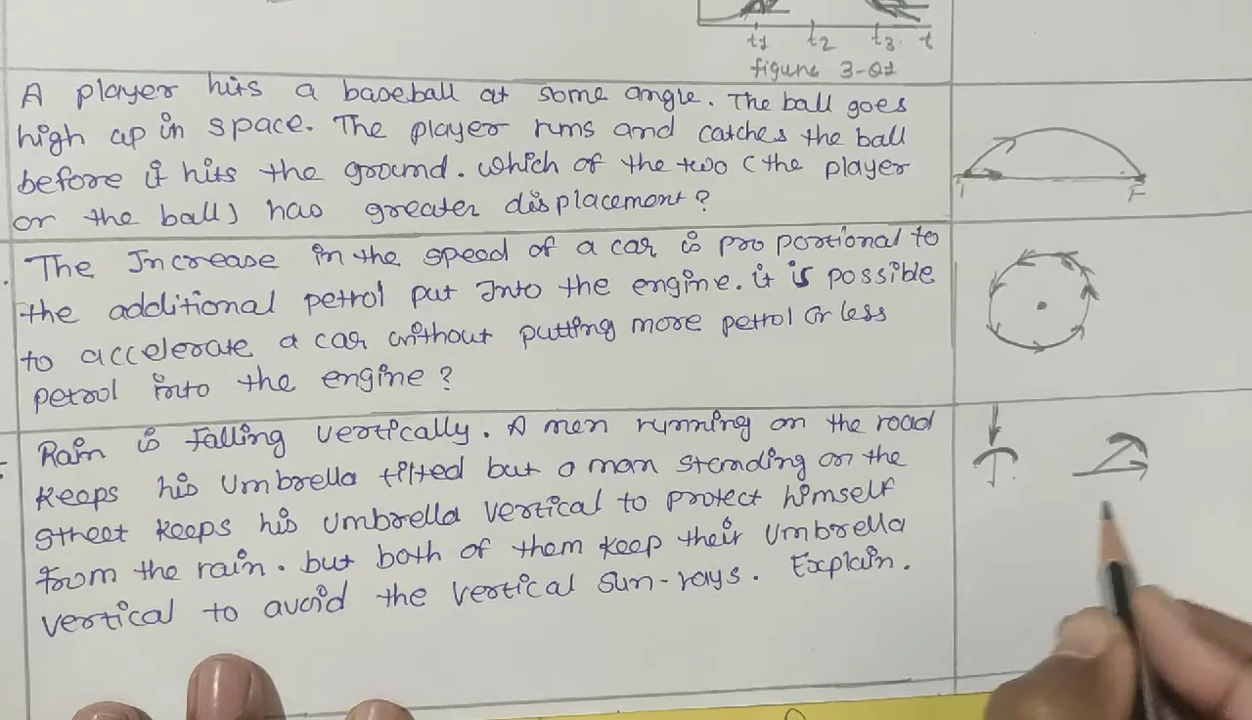 t1 t2 t3. t
figure 3-Q1
A player hits a baseball at some angle. The ball goes
high up in space. The player runs and catches the ball
before it hits the ground. which of the two (the player
or the ball) has greater displacement?
I F
The Increase in the speed of a car is proportional to
the additional petrol put Into the engine. it is possible
to accelerate a car without putting more petrol or less
petrol into the engine?
Rain is falling vertically. A men running on the road
keeps his umbrella tilted but a man standing on the
street keeps his umbrella vertical to protect himself
from the rain. but both of them keep their umbrella
vertical to avoid the vertical sun-rays. Explain.